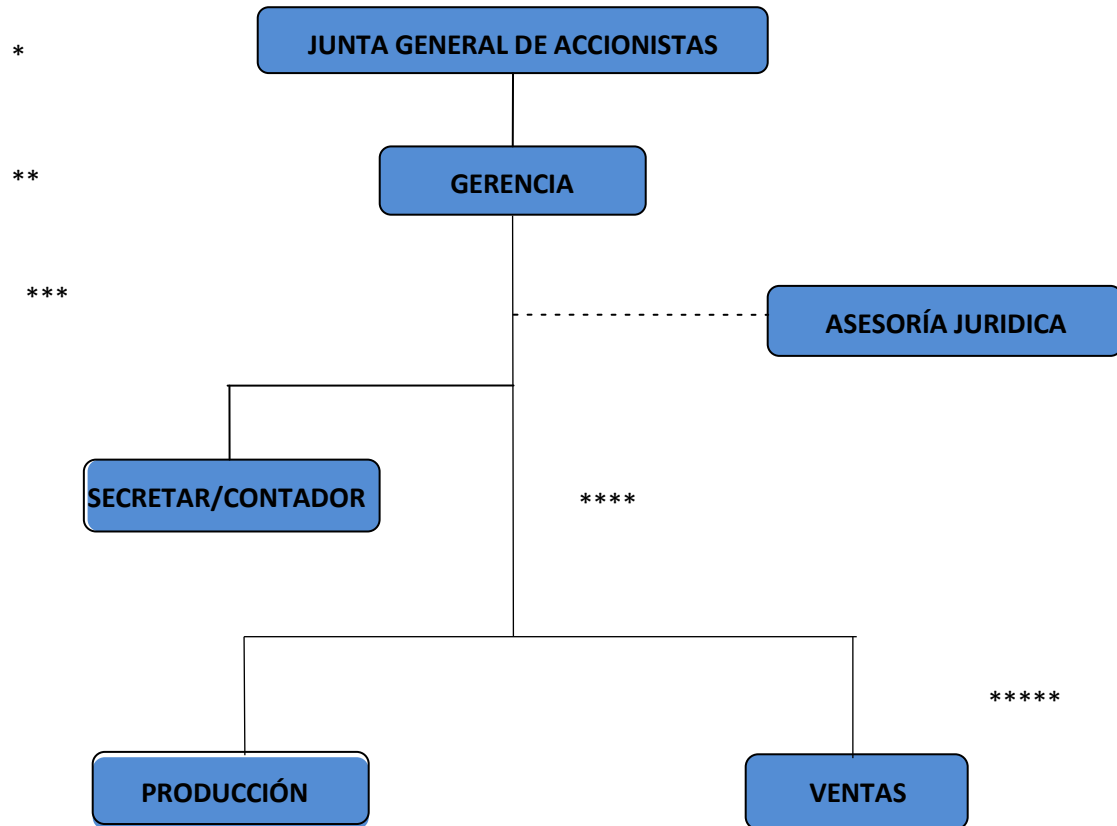 JUNTA GENERAL DE ACCIONISTAS
*
GERENCIA
**
***
ASESORÍA JURIDICA
SECRETAR/CONTADOR
****
*****
PRODUCCIÓN
VENTAS